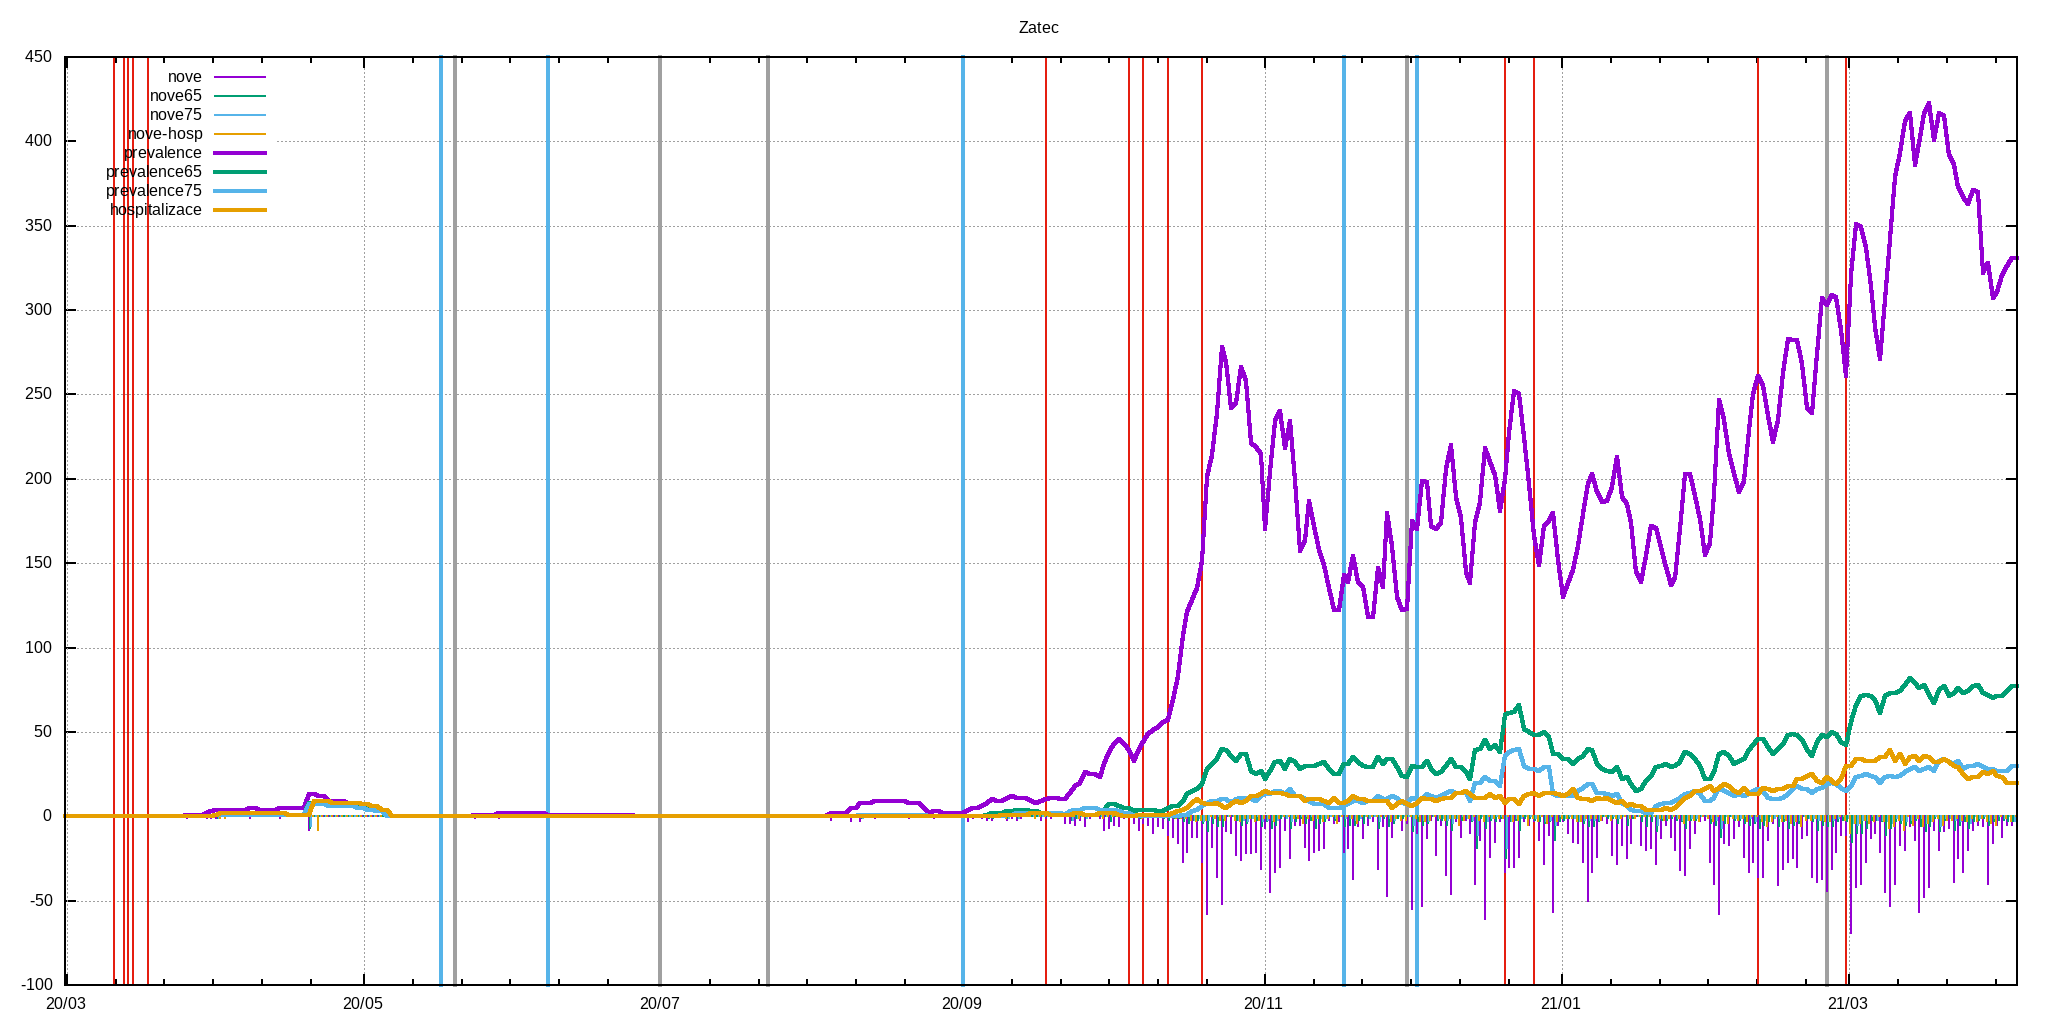 Zatec
450
400
350
300
250
200
150
100
50
0
-50
-100
nove
nove65
nove75
nove-hosp
prevalence
prevalence65
prevalence75
hospitalizace
20/03 20/05 20/07 20/09 20/11 21/01 21/03